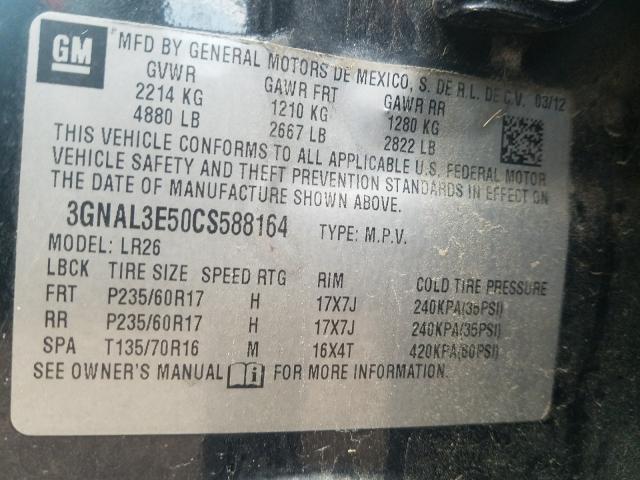 GM
MFD BY GENERAL MOTORS DE MEXICO, S. DE R.L. DE C.V. 03/12
GVWR GAWR FRT GAWR RR
2214 KG 1210 KG 1280 KG
4880 LB 2667 LB 2822 LB
THIS VEHICLE CONFORMS TO ALL APPLICABLE U.S. FEDERAL MOTOR
VEHICLE SAFETY AND THEFT PREVENTION STANDARDS IN EFFECT ON
THE DATE OF MANUFACTURE SHOWN ABOVE.
3GNAL3E50CS588164 TYPE: M.P.V.
MODEL: LR26
LBCK TIRE SIZE SPEED RTG RIM COLD TIRE PRESSURE
FRT P235/60R17 H 17X7J 240KPA(35PSI)
RR P235/60R17 H 17X7J 240KPA(35PSI)
SPA T135/70R16 M 16X4T 420KPA(60PSI)
SEE OWNER'S MANUAL i FOR MORE INFORMATION.